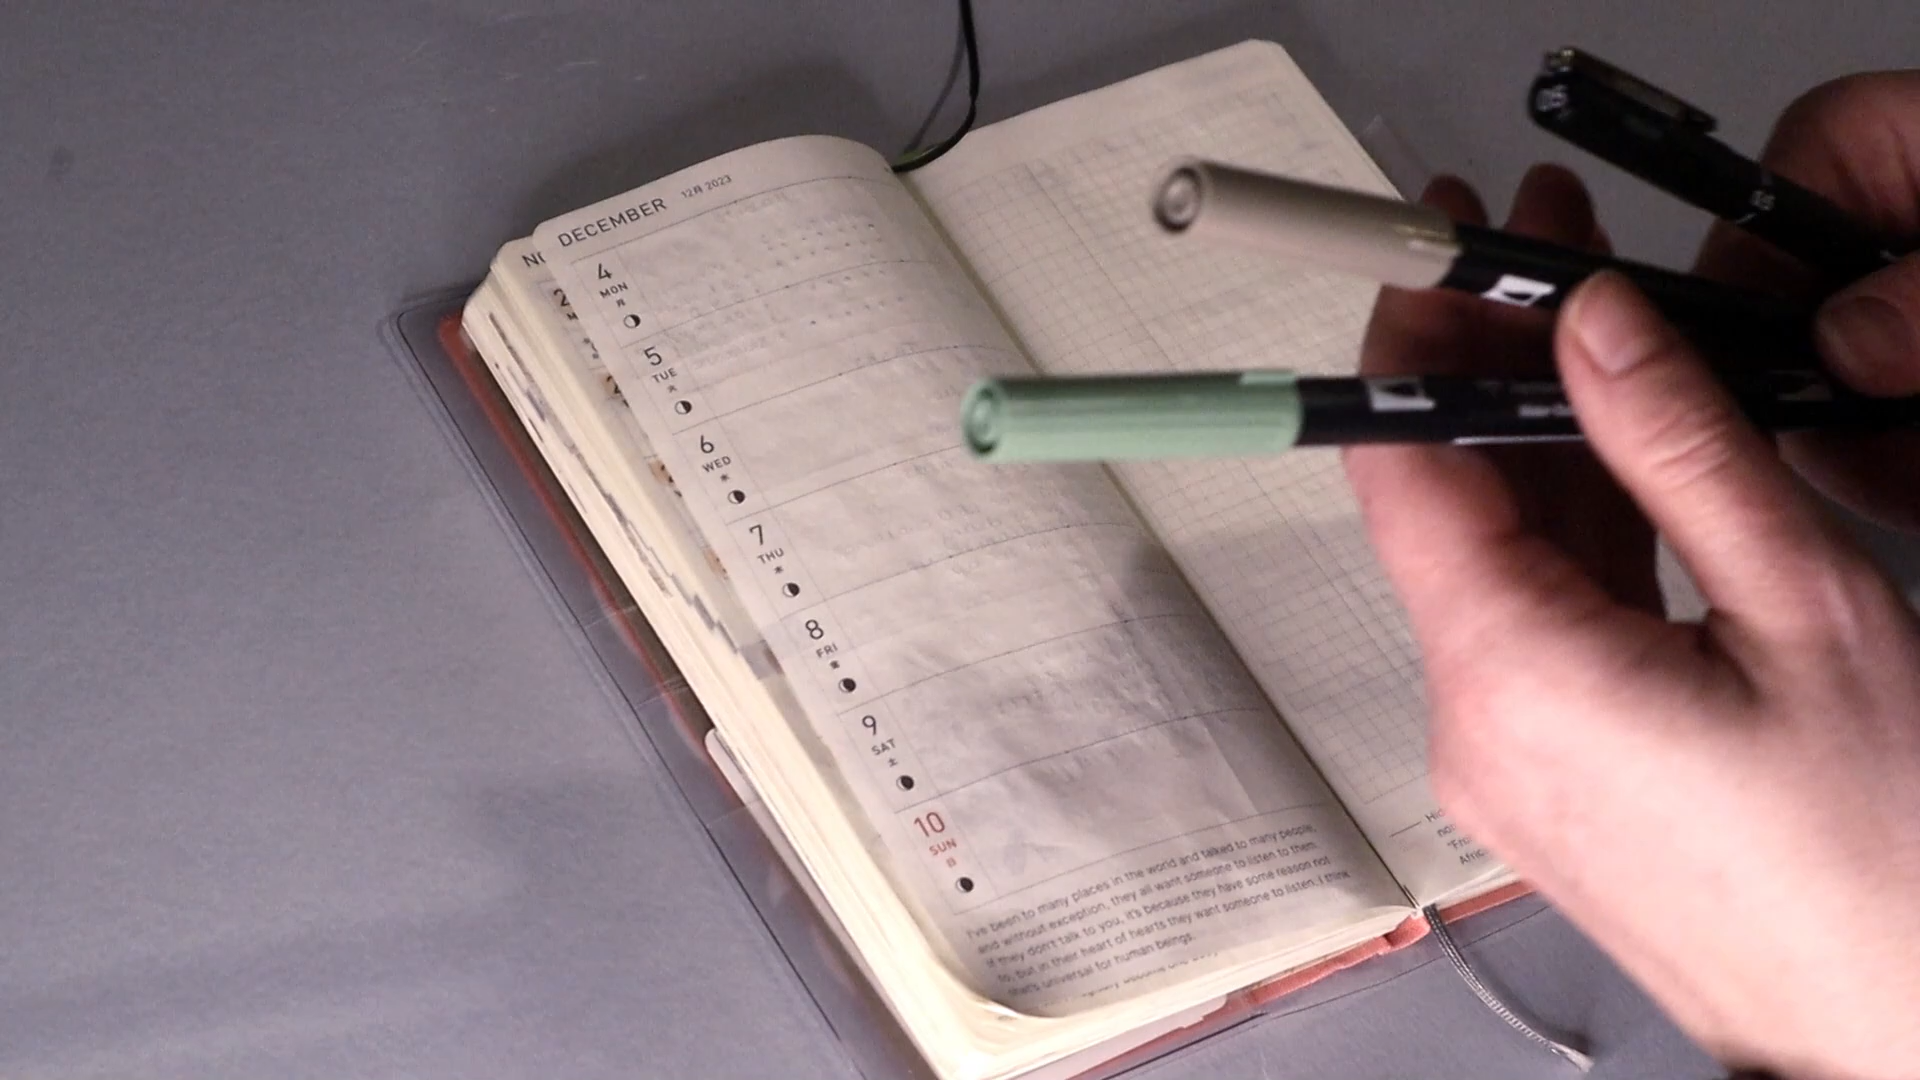 DECEMBER 12月 2023
4
MON
月
5
TUE
火
6
WED
水
7
THU
木
8
FRI
金
9
SAT
土
10
SUN
日
I've been to many places in the world and talked to many people,
and without exception, they all want someone to listen to them.
If they don't talk to you, it's because they have some reason not
to, but in their heart of hearts they want someone to listen. I think
that's universal for human beings.
05
05